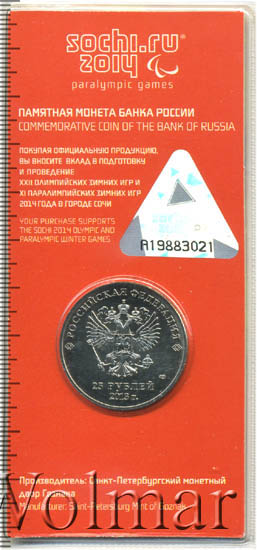 sochi.ru
2014
paralympic games
ПАМЯТНАЯ МОНЕТА БАНКА РОССИИ
COMMEMORATIVE COIN OF THE BANK OF RUSSIA
ПОКУПАЯ ОФИЦИАЛЬНУЮ ПРОДУКЦИЮ,
ВЫ ВНОСИТЕ ВКЛАД В ПОДГОТОВКУ
И ПРОВЕДЕНИЕ
XXII ОЛИМПИЙСКИХ ЗИМНИХ ИГР И
XI ПАРАЛИМПИЙСКИХ ЗИМНИХ ИГР
2014 ГОДА В ГОРОДЕ СОЧИ
YOUR PURCHASE SUPPORTS
THE SOCHI 2014 OLYMPIC AND
PARALYMPIC WINTER GAMES
A19883021
РОССИЙСКАЯ ФЕДЕРАЦИЯ
25 РУБЛЕЙ
2013 г.
Производитель: Санкт-Петербургский монетный
двор Гознака
Manufacturer: Saint-Petersburg Mint of Goznak
Wolmar